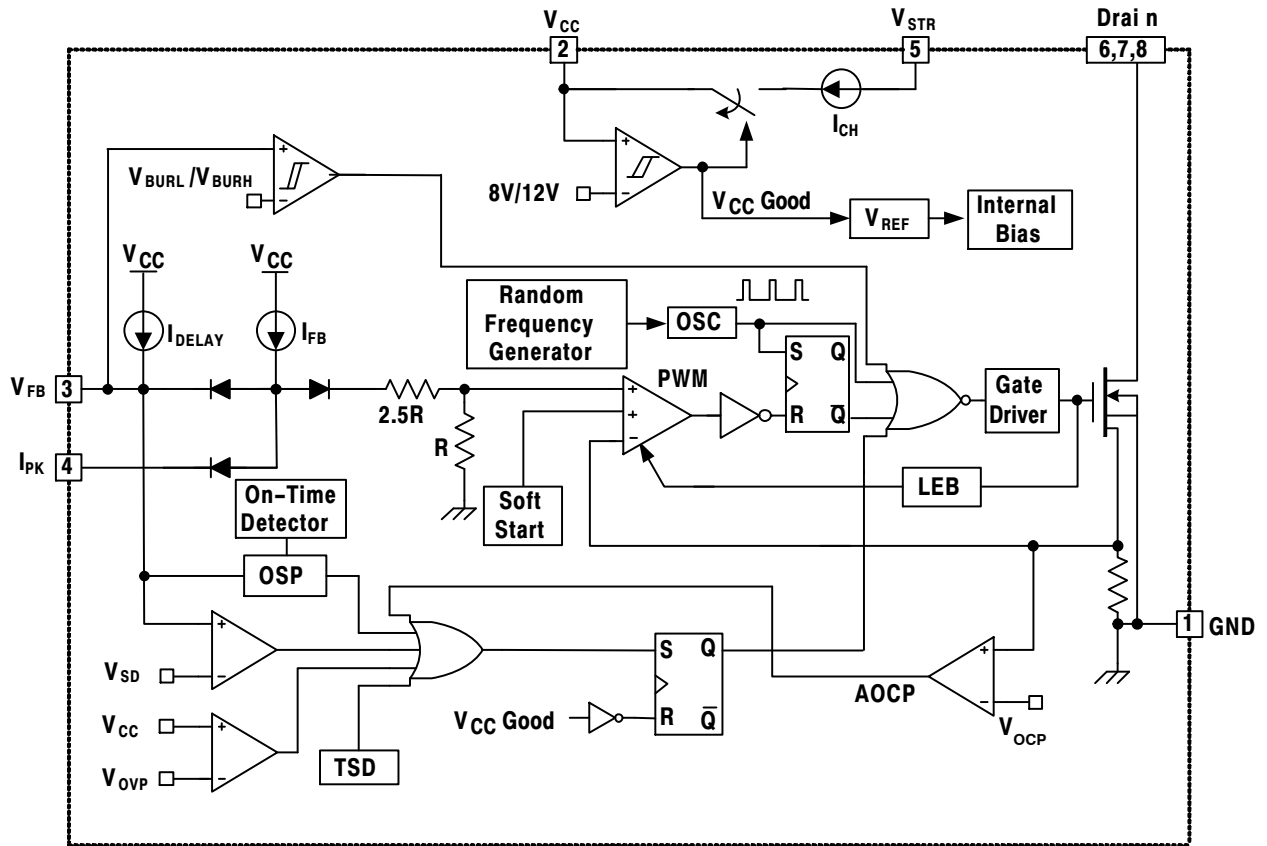 VCC
VSTR
Drai n
2
5
6,7,8
ICH
+
−
VBURL /VBURH
8V/12V
+
−
VCC Good
VREF
Internal
Bias
VCC
VCC
Random
Frequency
Generator
OSC
IDELAY
IFB
S
Q
R
Q̅
VFB
3
2.5R
R
PWM
+
+
−
Gate
Driver
IPK
4
LEB
On−Time
Detector
Soft
Start
OSP
1
GND
+
−
VSD
S
Q
R
Q̅
AOCP
+
−
VOCP
VCC Good
VCC
+
−
VOVP
TSD